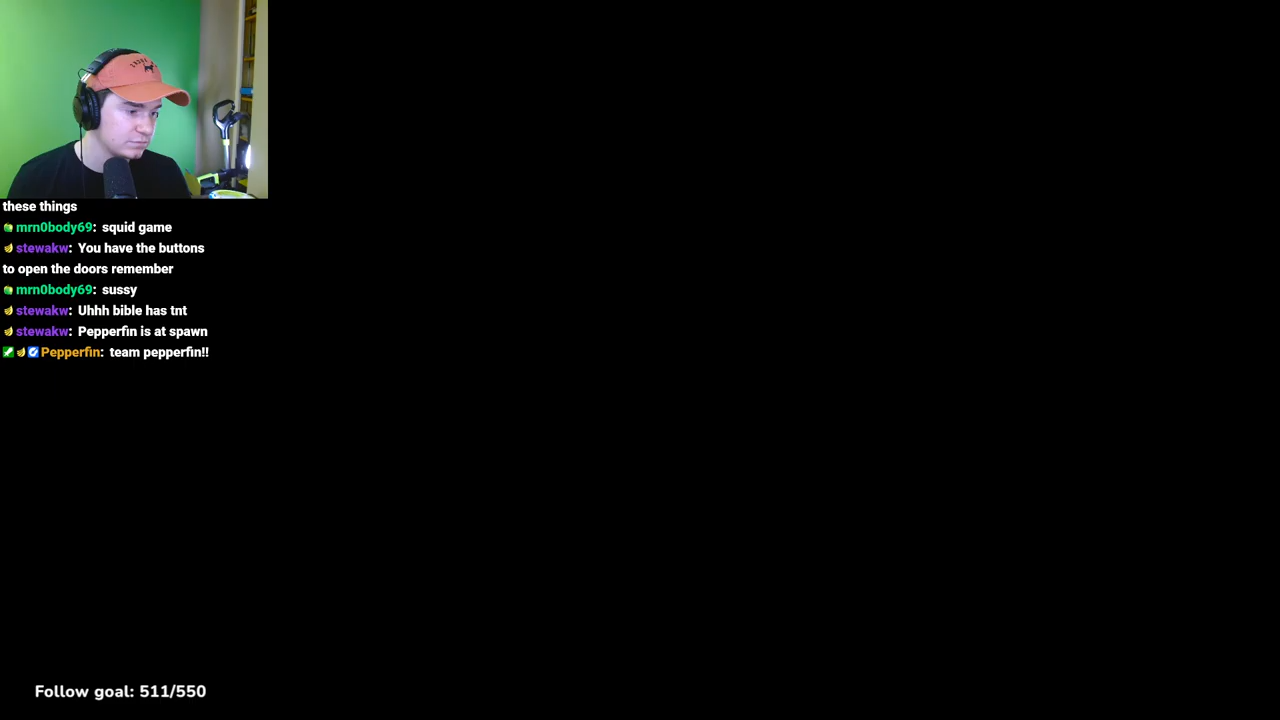 these things
mrn0body69: squid game
stewakw: You have the buttons
to open the doors remember
mrn0body69: sussy
stewakw: Uhhh bible has tnt
stewakw: Pepperfin is at spawn
Pepperfin: team pepperfin!!
Follow goal: 511/550